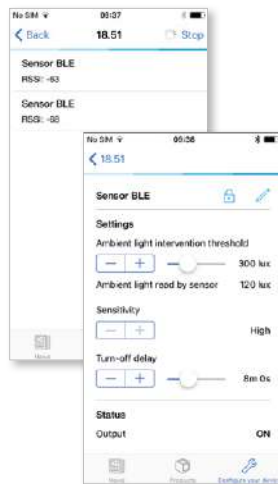 No SIM 09:37
Back 18.51 Stop
Sensor BLE
RSSI: -63
Sensor BLE
RSSI: -68
News
No SIM 09:38
18.51
Sensor BLE
Settings
Ambient light intervention threshold
− + 300 lux
Ambient light read by sensor 120 lux
Sensitivity
− + High
Turn-off delay
− + 8m 0s
Status
Output ON
News Products Configure your device